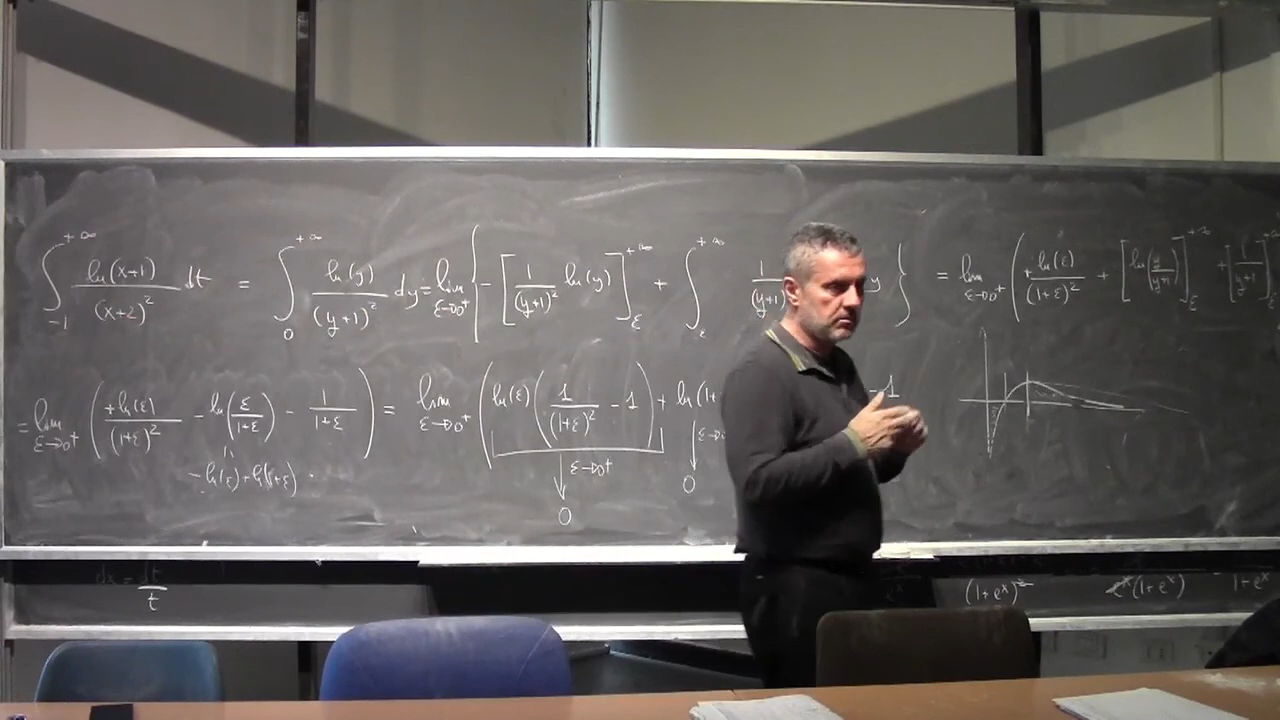 ∫_{-1}^{+∞} ln(x+1)/(x+2)² dt = ∫_0^{+∞} ln(y)/(y+1)² dy = lim_{ε→0⁺} { - [ 1/(y+1)² ln(y) ]_ε^{+∞} + ∫_ε^{+∞} 1/(y+1) y } = lim_{ε→0⁺} ( +ln(ε)/(1+ε)² + [ ln(y/y+1) ]_ε^{+∞} + [ 1/y+1 ]_ε^{+∞}
= lim_{ε→0⁺} ( +ln(ε)/(1+ε)² - ln(ε/1+ε) - 1/1+ε ) = lim_{ε→0⁺} ( ln(ε) ( 1/(1+ε)² - 1 ) + ln(1+ - 1
- ln(ε) + ln(1+ε)
ε→0⁺ ε→0
0 0
dx = dt/t
(1+e^x)² e^x(1+e^x) 1+e^x